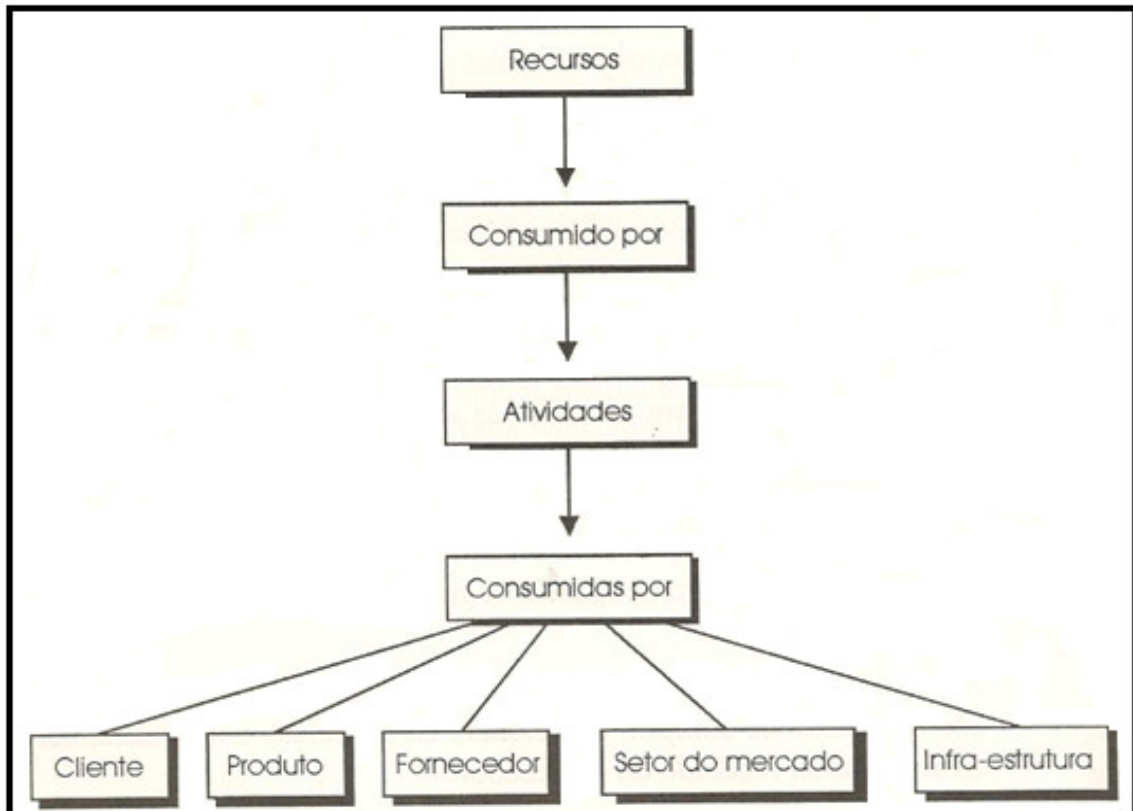 Recursos
Consumido por
Atividades
Consumidas por
Cliente
Produto
Fornecedor
Setor do mercado
Infra-estrutura